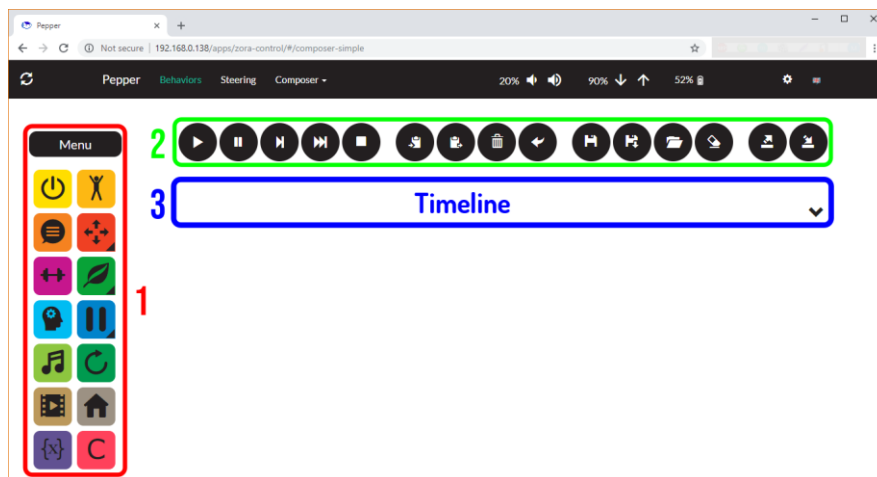 Pepper
Not secure | 192.168.0.138/apps/zora-control/#/composer-simple
Pepper Behaviors Steering Composer 20% 90% 52%
Menu
2
3 Timeline
1
{x} C